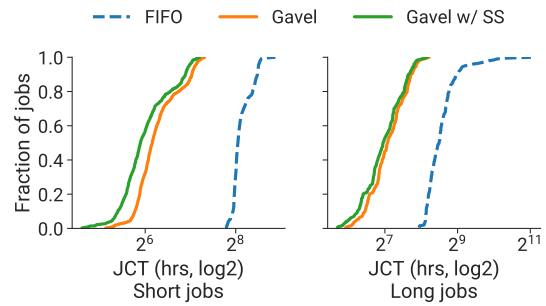 FIFO Gavel Gavel w/ SS
Fraction of jobs
1.0
0.8
0.6
0.4
0.2
0.0
2^6 2^8
2^7 2^9 2^11
JCT (hrs, log2) JCT (hrs, log2)
Short jobs Long jobs